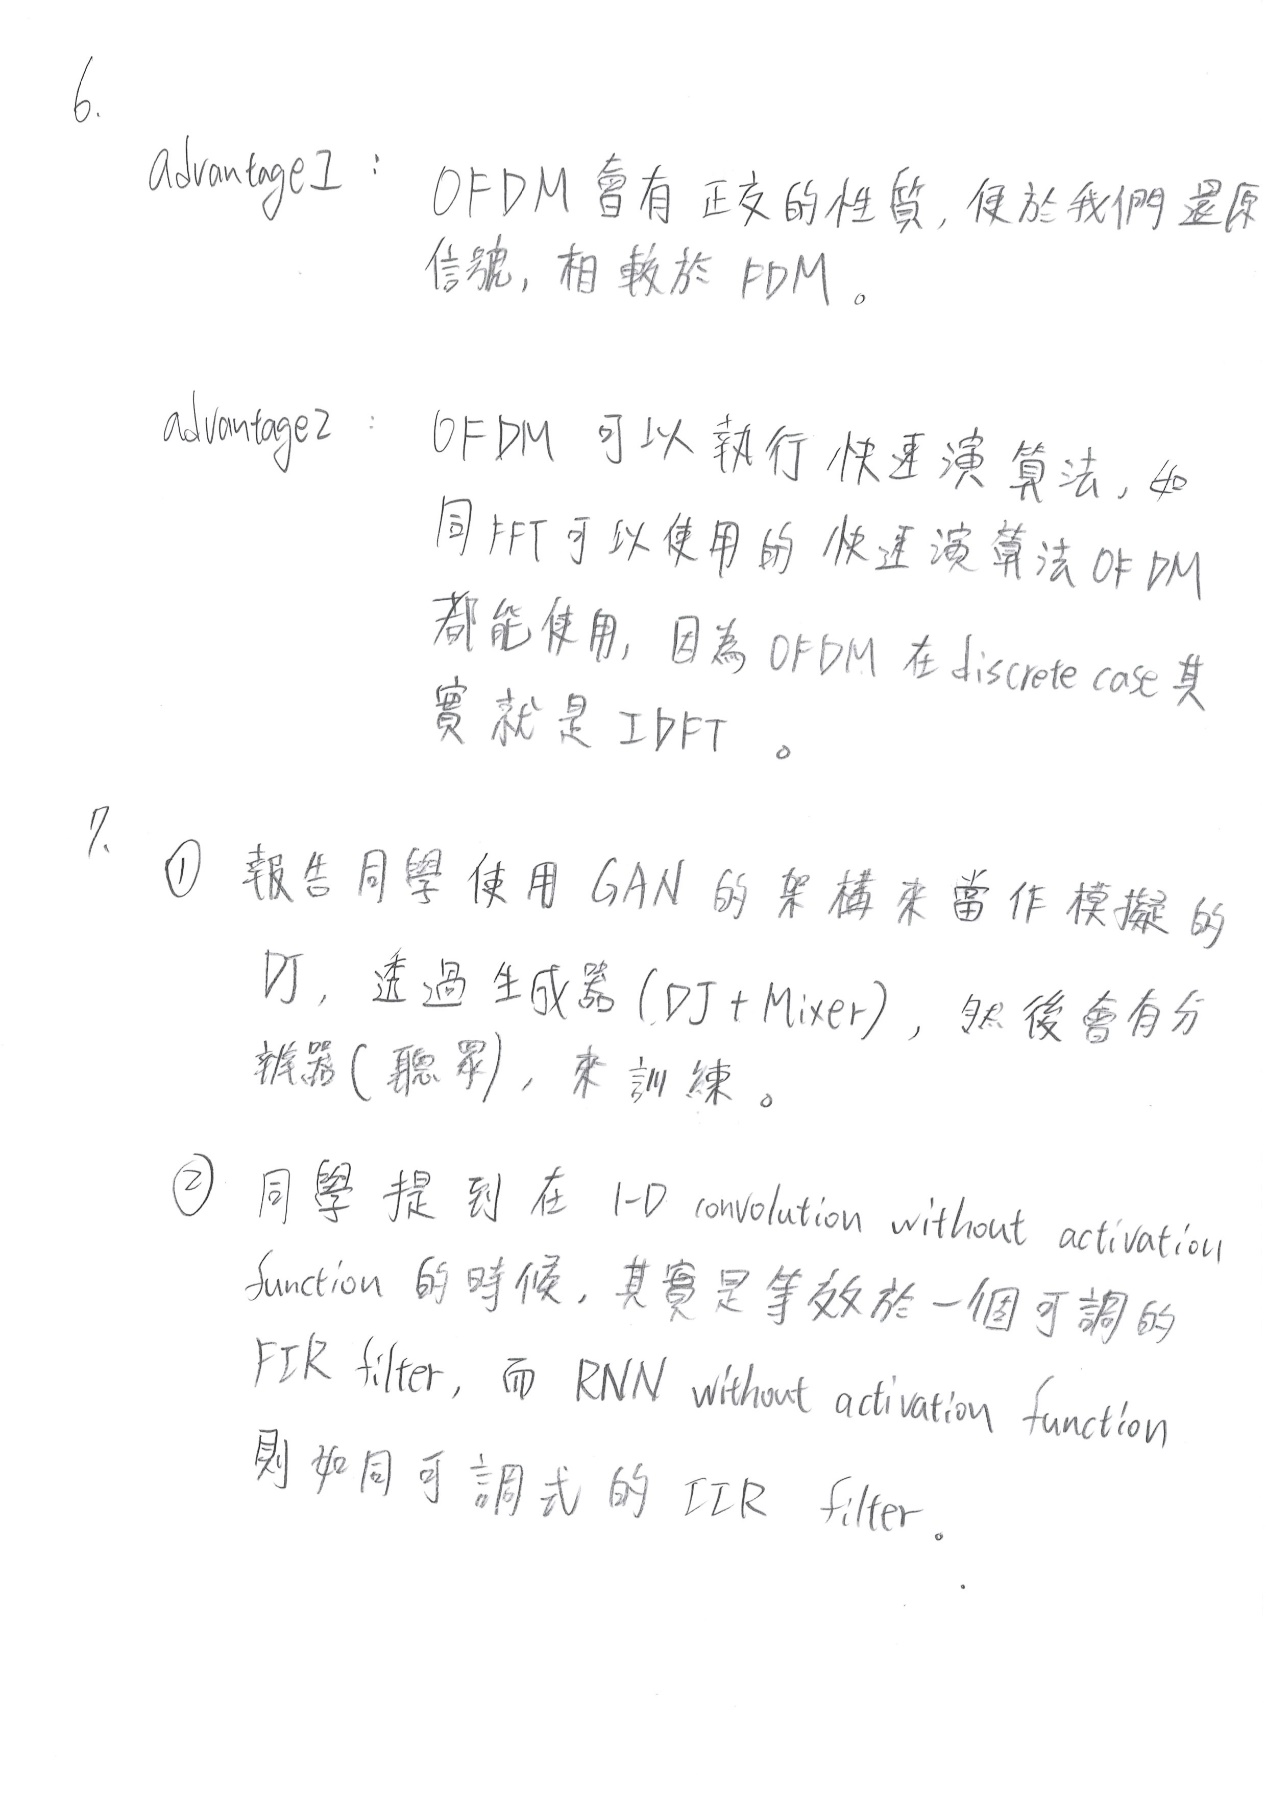 6.
advantage1: OFDM 會有正交的性質, 便於我們還原
信號, 相較於 FDM。
advantage2: OFDM 可以執行快速演算法, 如
同FFT可以使用的快速演算法OFDM
都能使用, 因為 OFDM 在 discrete case 其
實就是 IDFT 。
7.
① 報告同學使用 GAN 的架構來當作模擬的
DJ, 透過生成器(DJ+Mixer), 然後會有分
辨器(聽眾), 來訓練。
② 同學提到在 1-D convolution without activation
function 的時候, 其實是等效於一個可調的
FIR filter, 而 RNN without activation function
則如同可調式的 IIR filter。